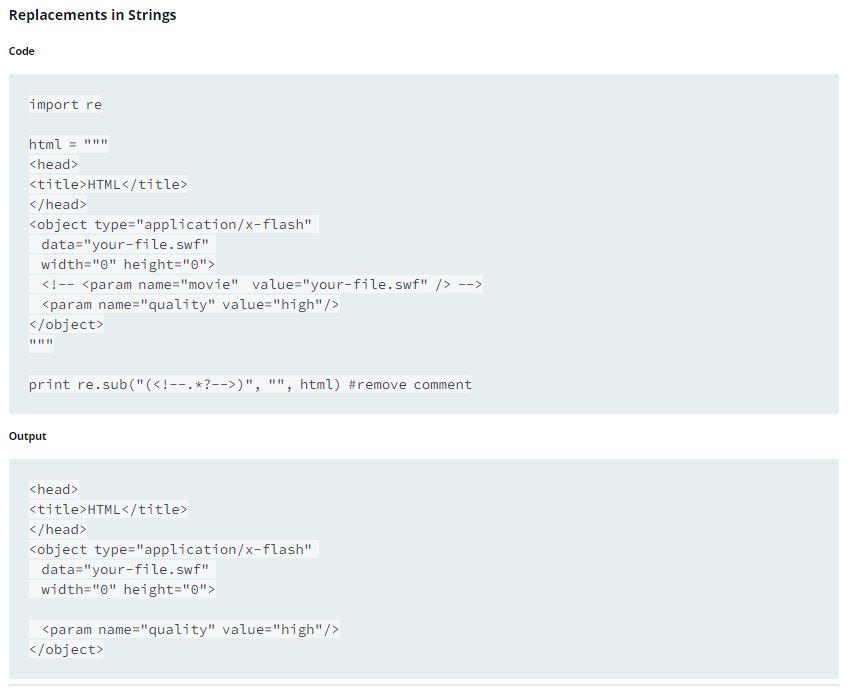 Replacements in Strings
Code
import re
html = """
<head>
<title>HTML</title>
</head>
<object type="application/x-flash"
data="your-file.swf"
width="0" height="0">
<!-- <param name="movie"  value="your-file.swf" /> -->
<param name="quality" value="high"/>
</object>
"""
print re.sub("(<!--.*?-->)", "", html) #remove comment
Output
<head>
<title>HTML</title>
</head>
<object type="application/x-flash"
data="your-file.swf"
width="0" height="0">
<param name="quality" value="high"/>
</object>